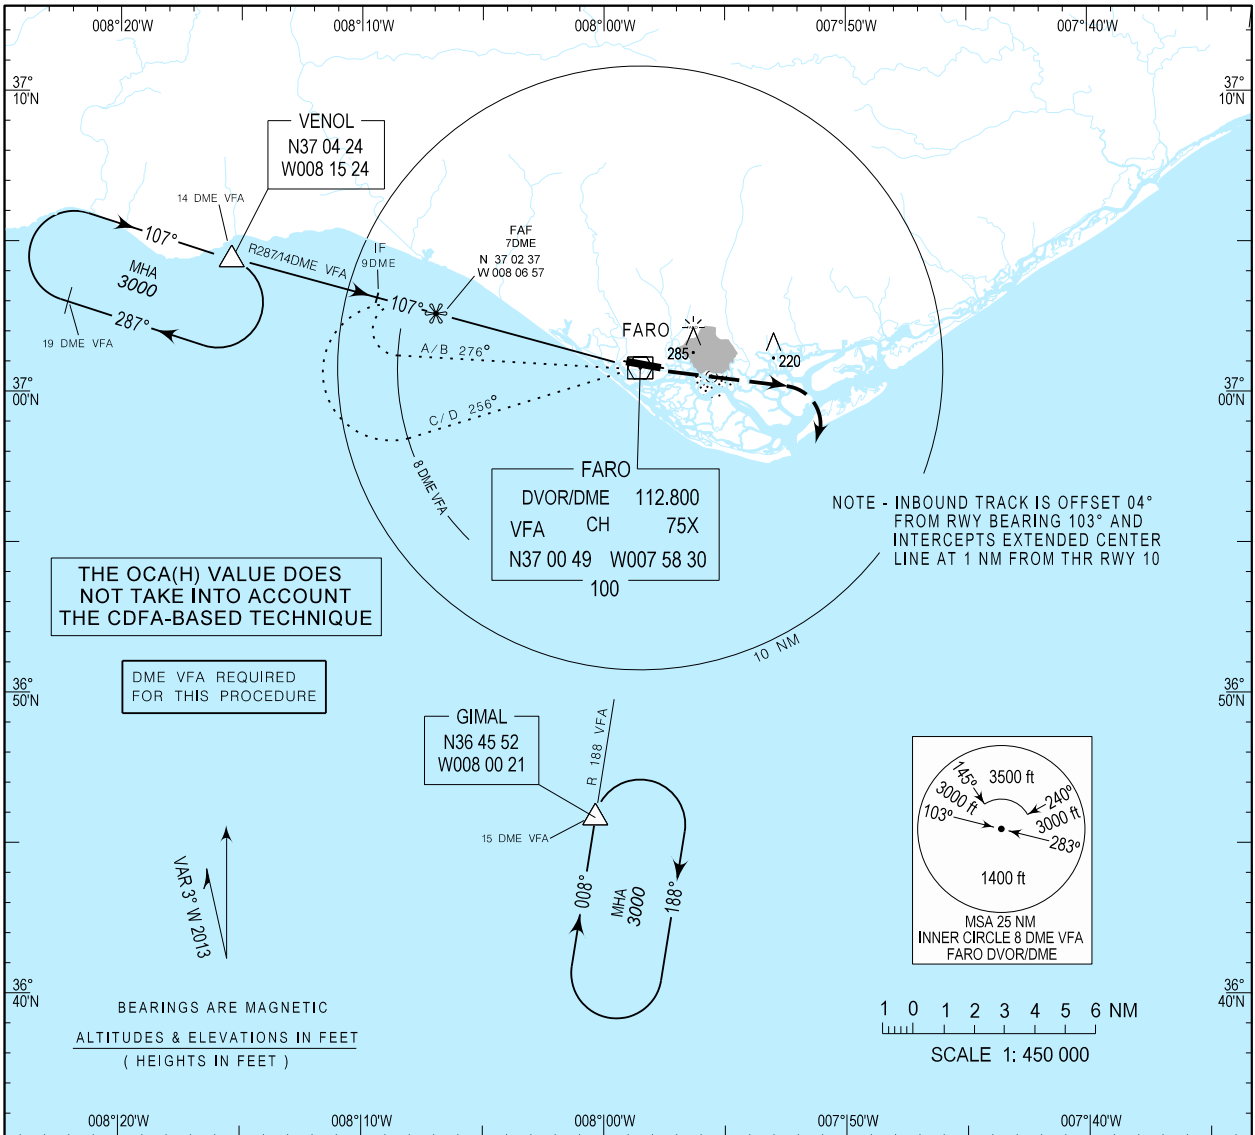 008°20'W 008°10'W 008°00'W 007°50'W 007°40'W
37°
10'N
37°
10'N
VENOL
N37 04 24
W008 15 24
14 DME VFA
107°
MHA
3000
287°
19 DME VFA
R287/14DME VFA
IF
9DME
FAF
7DME
N 37 02 37
W 008 06 57
107°
A/B 276°
C/D 256°
8 DME VFA
FARO
285
220
37°
00'N
37°
00'N
FARO
DVOR/DME 112.800
VFA CH 75X
N37 00 49 W007 58 30
100
NOTE - INBOUND TRACK IS OFFSET 04°
FROM RWY BEARING 103° AND
INTERCEPTS EXTENDED CENTER
LINE AT 1 NM FROM THR RWY 10
THE OCA(H) VALUE DOES
NOT TAKE INTO ACCOUNT
THE CDFA-BASED TECHNIQUE
10 NM
DME VFA REQUIRED
FOR THIS PROCEDURE
36°
50'N
36°
50'N
GIMAL
N36 45 52
W008 00 21
R 188 VFA
15 DME VFA
008°
MHA
3000
188°
145°
3500 ft
3000 ft
240°
3000 ft
103°
283°
1400 ft
MSA 25 NM
INNER CIRCLE 8 DME VFA
FARO DVOR/DME
VAR 3° W 2013
36°
40'N
36°
40'N
BEARINGS ARE MAGNETIC
ALTITUDES & ELEVATIONS IN FEET
( HEIGHTS IN FEET )
1 0 1 2 3 4 5 6 NM
SCALE 1: 450 000
008°20'W 008°10'W 008°00'W 007°50'W 007°40'W